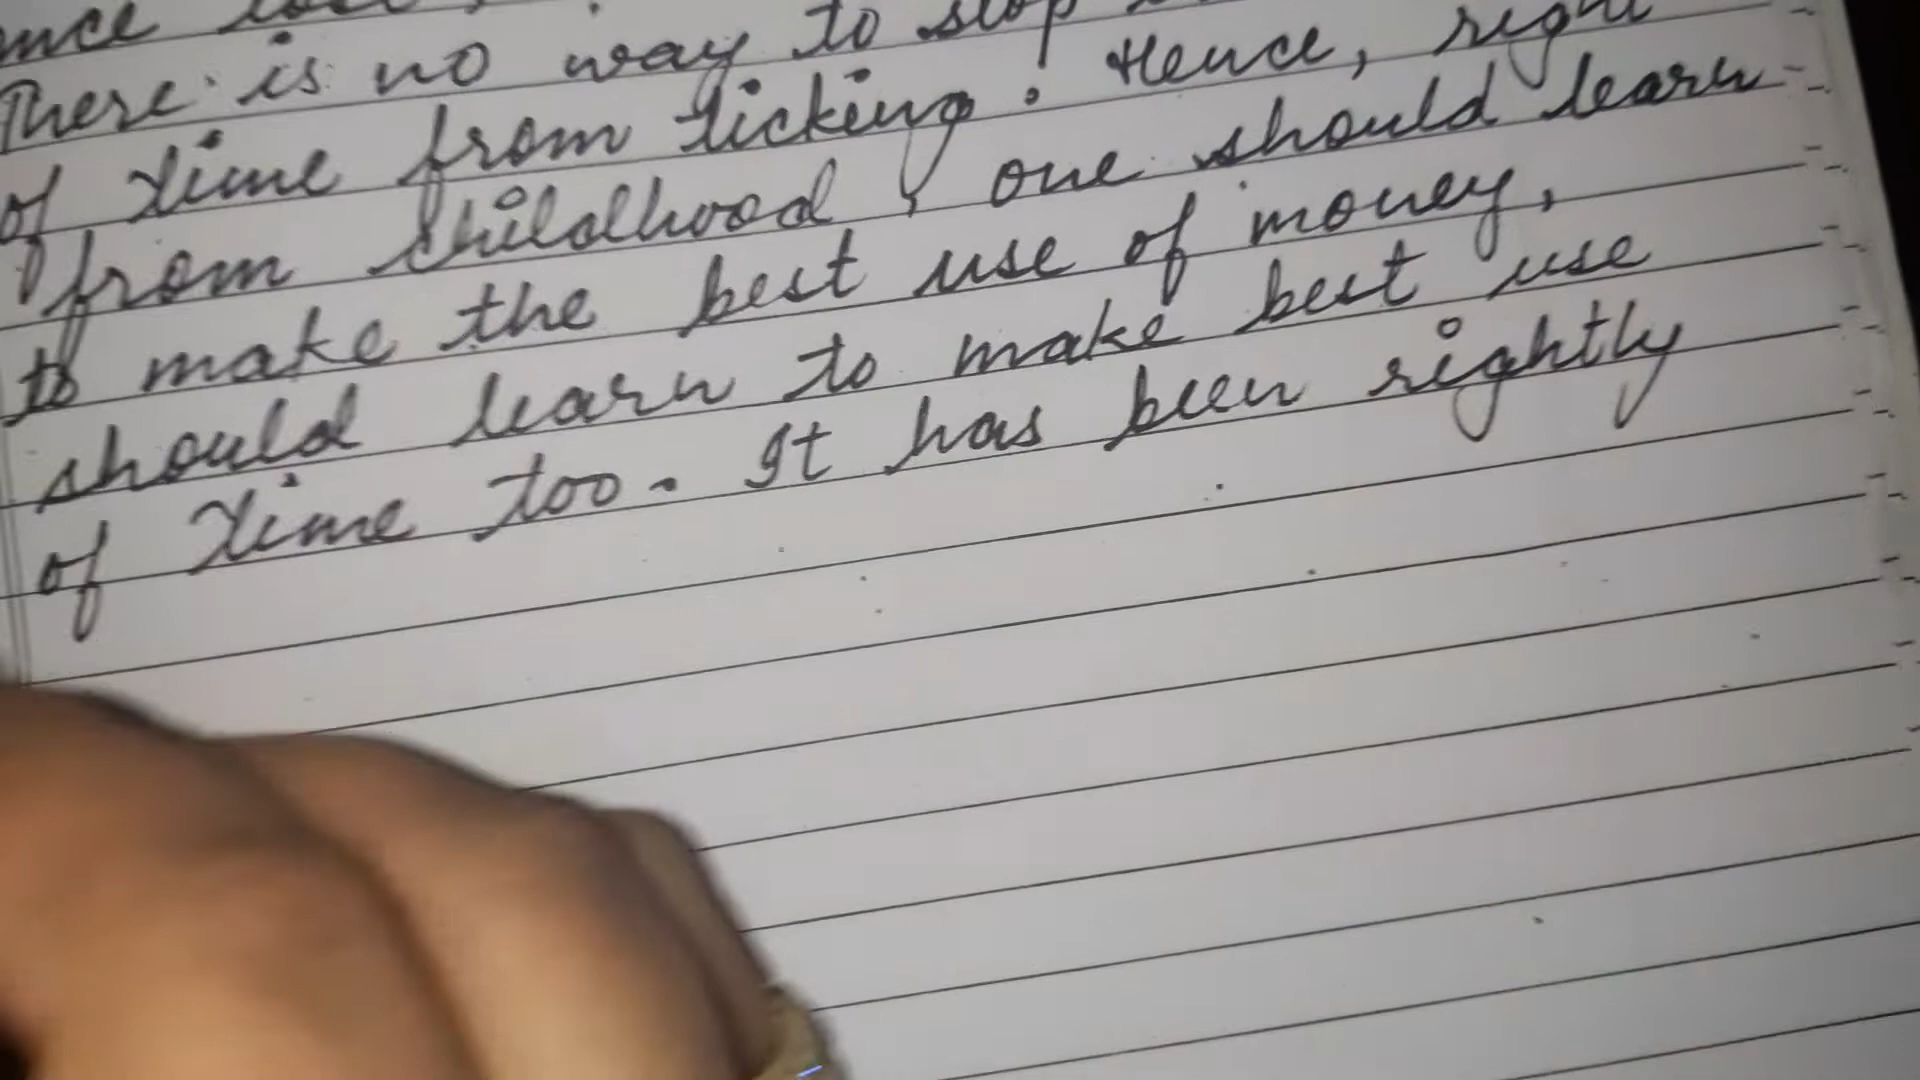 There is no way to stop
of time from ticking. Hence, right
from childhood, one should learn
to make the best use of money,
should learn to make best use
of time too. It has been rightly